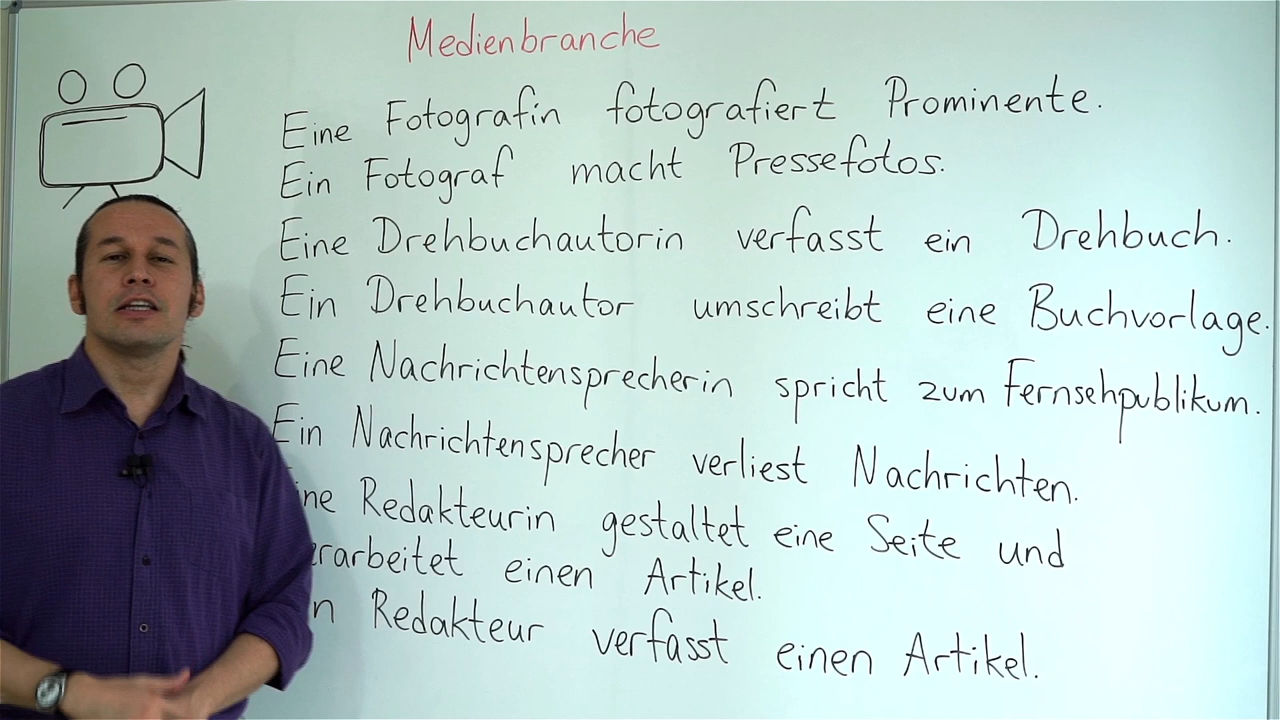 Medienbranche
Eine Fotografin fotografiert Prominente.
Ein Fotograf macht Pressefotos.
Eine Drehbuchautorin verfasst ein Drehbuch.
Ein Drehbuchautor umschreibt eine Buchvorlage.
Eine Nachrichtensprecherin spricht zum Fernsehpublikum.
Ein Nachrichtensprecher verliest Nachrichten.
Redakteurin gestaltet eine Seite und
einen Artikel.
Redakteur verfasst einen Artikel.